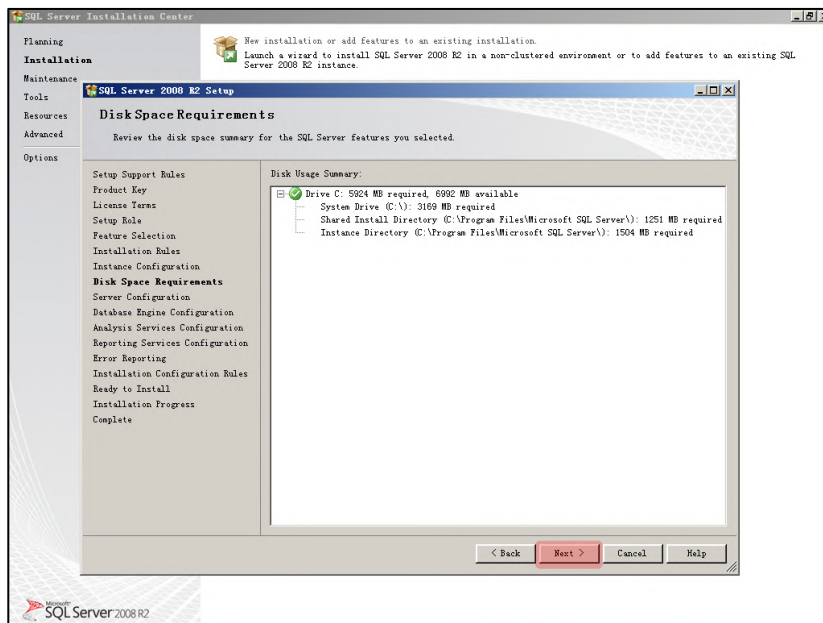 SQL Server Installation Center
Planning
Installation
Maintenance
Tools
Resources
Advanced
Options
New installation or add features to an existing installation.
Launch a wizard to install SQL Server 2008 R2 in a non-clustered environment or to add features to an existing SQL
Server 2008 R2 instance.
SQL Server 2008 R2 Setup
Disk Space Requirements
Review the disk space summary for the SQL Server features you selected.
Setup Support Rules
Product Key
License Terms
Setup Role
Feature Selection
Installation Rules
Instance Configuration
Disk Space Requirements
Server Configuration
Database Engine Configuration
Analysis Services Configuration
Reporting Services Configuration
Error Reporting
Installation Configuration Rules
Ready to Install
Installation Progress
Complete
Disk Usage Summary:
Drive C: 5924 MB required, 6992 MB available
System Drive (C:\): 3169 MB required
Shared Install Directory (C:\Program Files\Microsoft SQL Server\): 1251 MB required
Instance Directory (C:\Program Files\Microsoft SQL Server\): 1504 MB required
< Back Next > Cancel Help
Microsoft
SQL Server 2008 R2